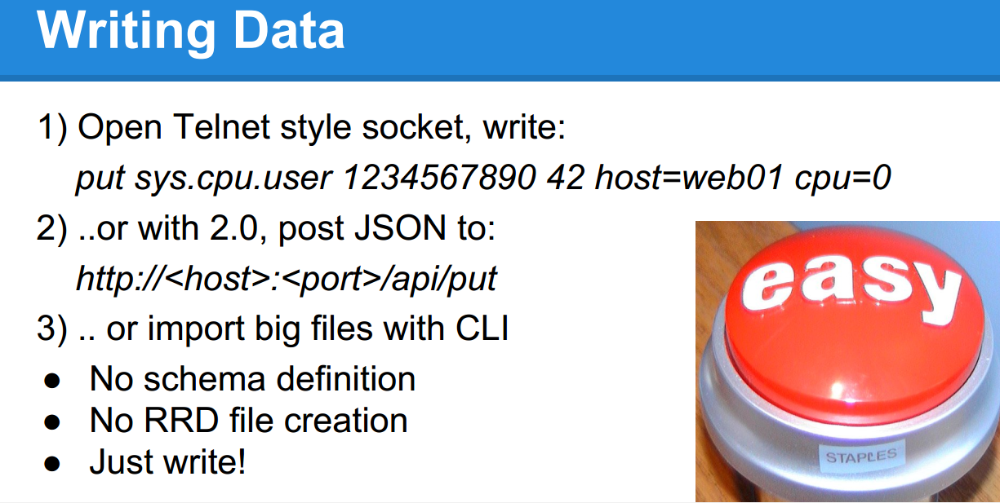 Writing Data
1) Open Telnet style socket, write:
put sys.cpu.user 1234567890 42 host=web01 cpu=0
2) ..or with 2.0, post JSON to:
http://<host>:<port>/api/put
3) .. or import big files with CLI
● No schema definition
● No RRD file creation
● Just write!
easy
STAPLES